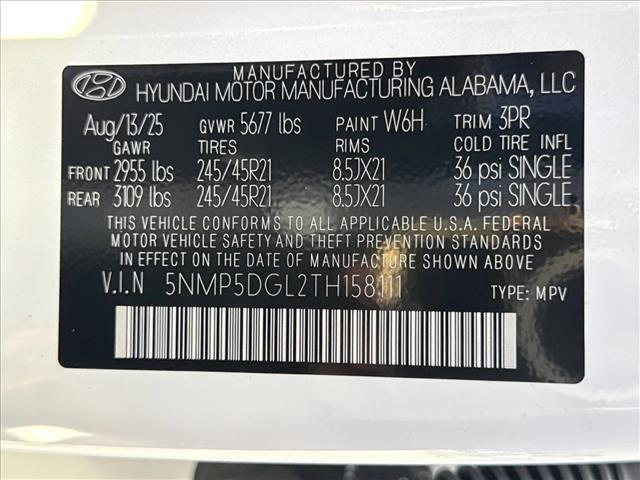 MANUFACTURED BY
HYUNDAI MOTOR MANUFACTURING ALABAMA, LLC
Aug/13/25 GVWR 5677 lbs PAINT W6H TRIM 3PR
GAWR TIRES RIMS COLD TIRE INFL
FRONT 2955 lbs 245/45R21 8.5JX21 36 psi SINGLE
REAR 3109 lbs 245/45R21 8.5JX21 36 psi SINGLE
THIS VEHICLE CONFORMS TO ALL APPLICABLE U.S.A. FEDERAL
MOTOR VEHICLE SAFETY AND THEFT PREVENTION STANDARDS
IN EFFECT ON THE DATE OF MANUFACTURE SHOWN ABOVE
V.I.N 5NMP5DGL2TH158111 TYPE: MPV